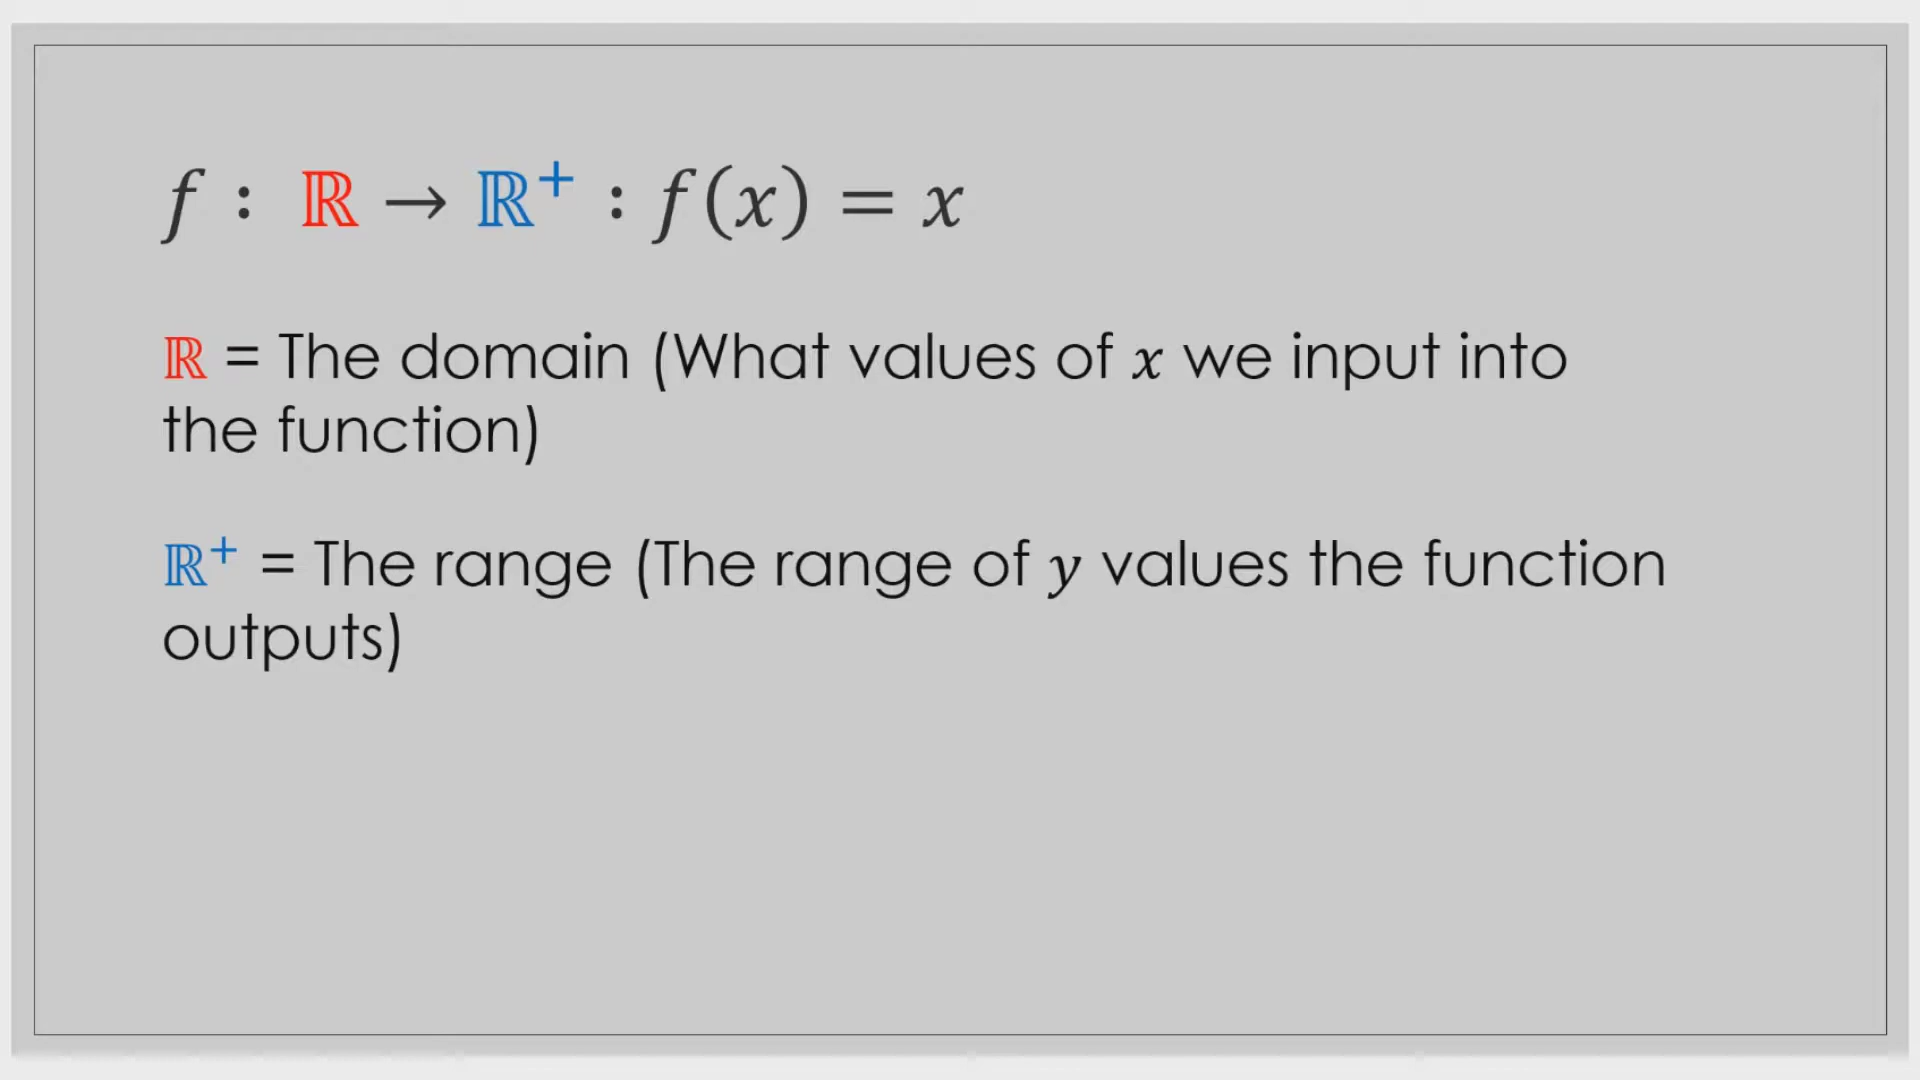 f : ℝ → ℝ⁺ : f(x) = x
ℝ = The domain (What values of x we input into
the function)
ℝ⁺ = The range (The range of y values the function
outputs)